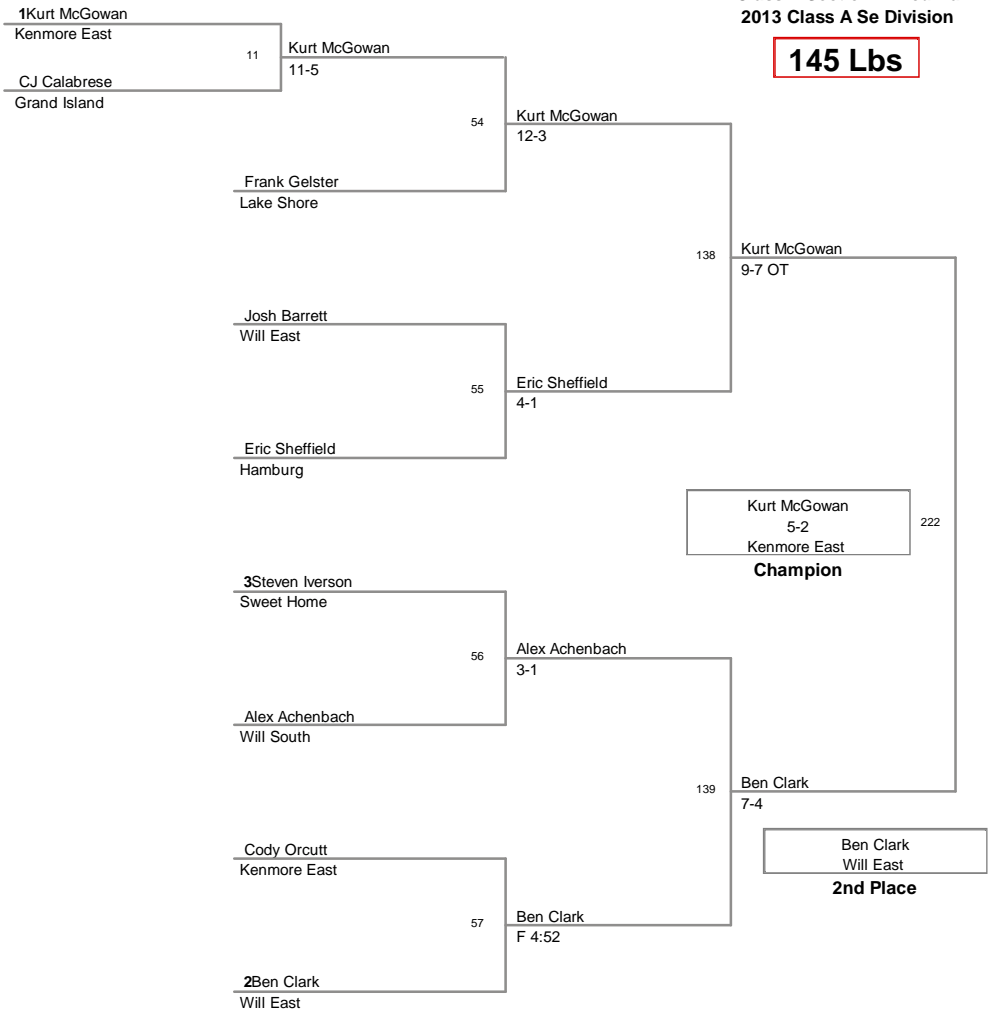 2013 Class A Se Division
145 Lbs
1Kurt McGowan
Kenmore East
11
CJ Calabrese
Grand Island
Kurt McGowan
11-5
54
Frank Gelster
Lake Shore
Kurt McGowan
12-3
138
Josh Barrett
Will East
55
Eric Sheffield
Hamburg
Eric Sheffield
4-1
Kurt McGowan
9-7 OT
Kurt McGowan
5-2
Kenmore East
Champion
222
3Steven Iverson
Sweet Home
56
Alex Achenbach
Will South
Alex Achenbach
3-1
139
Cody Orcutt
Kenmore East
57
2Ben Clark
Will East
Ben Clark
F 4:52
Ben Clark
7-4
Ben Clark
Will East
2nd Place